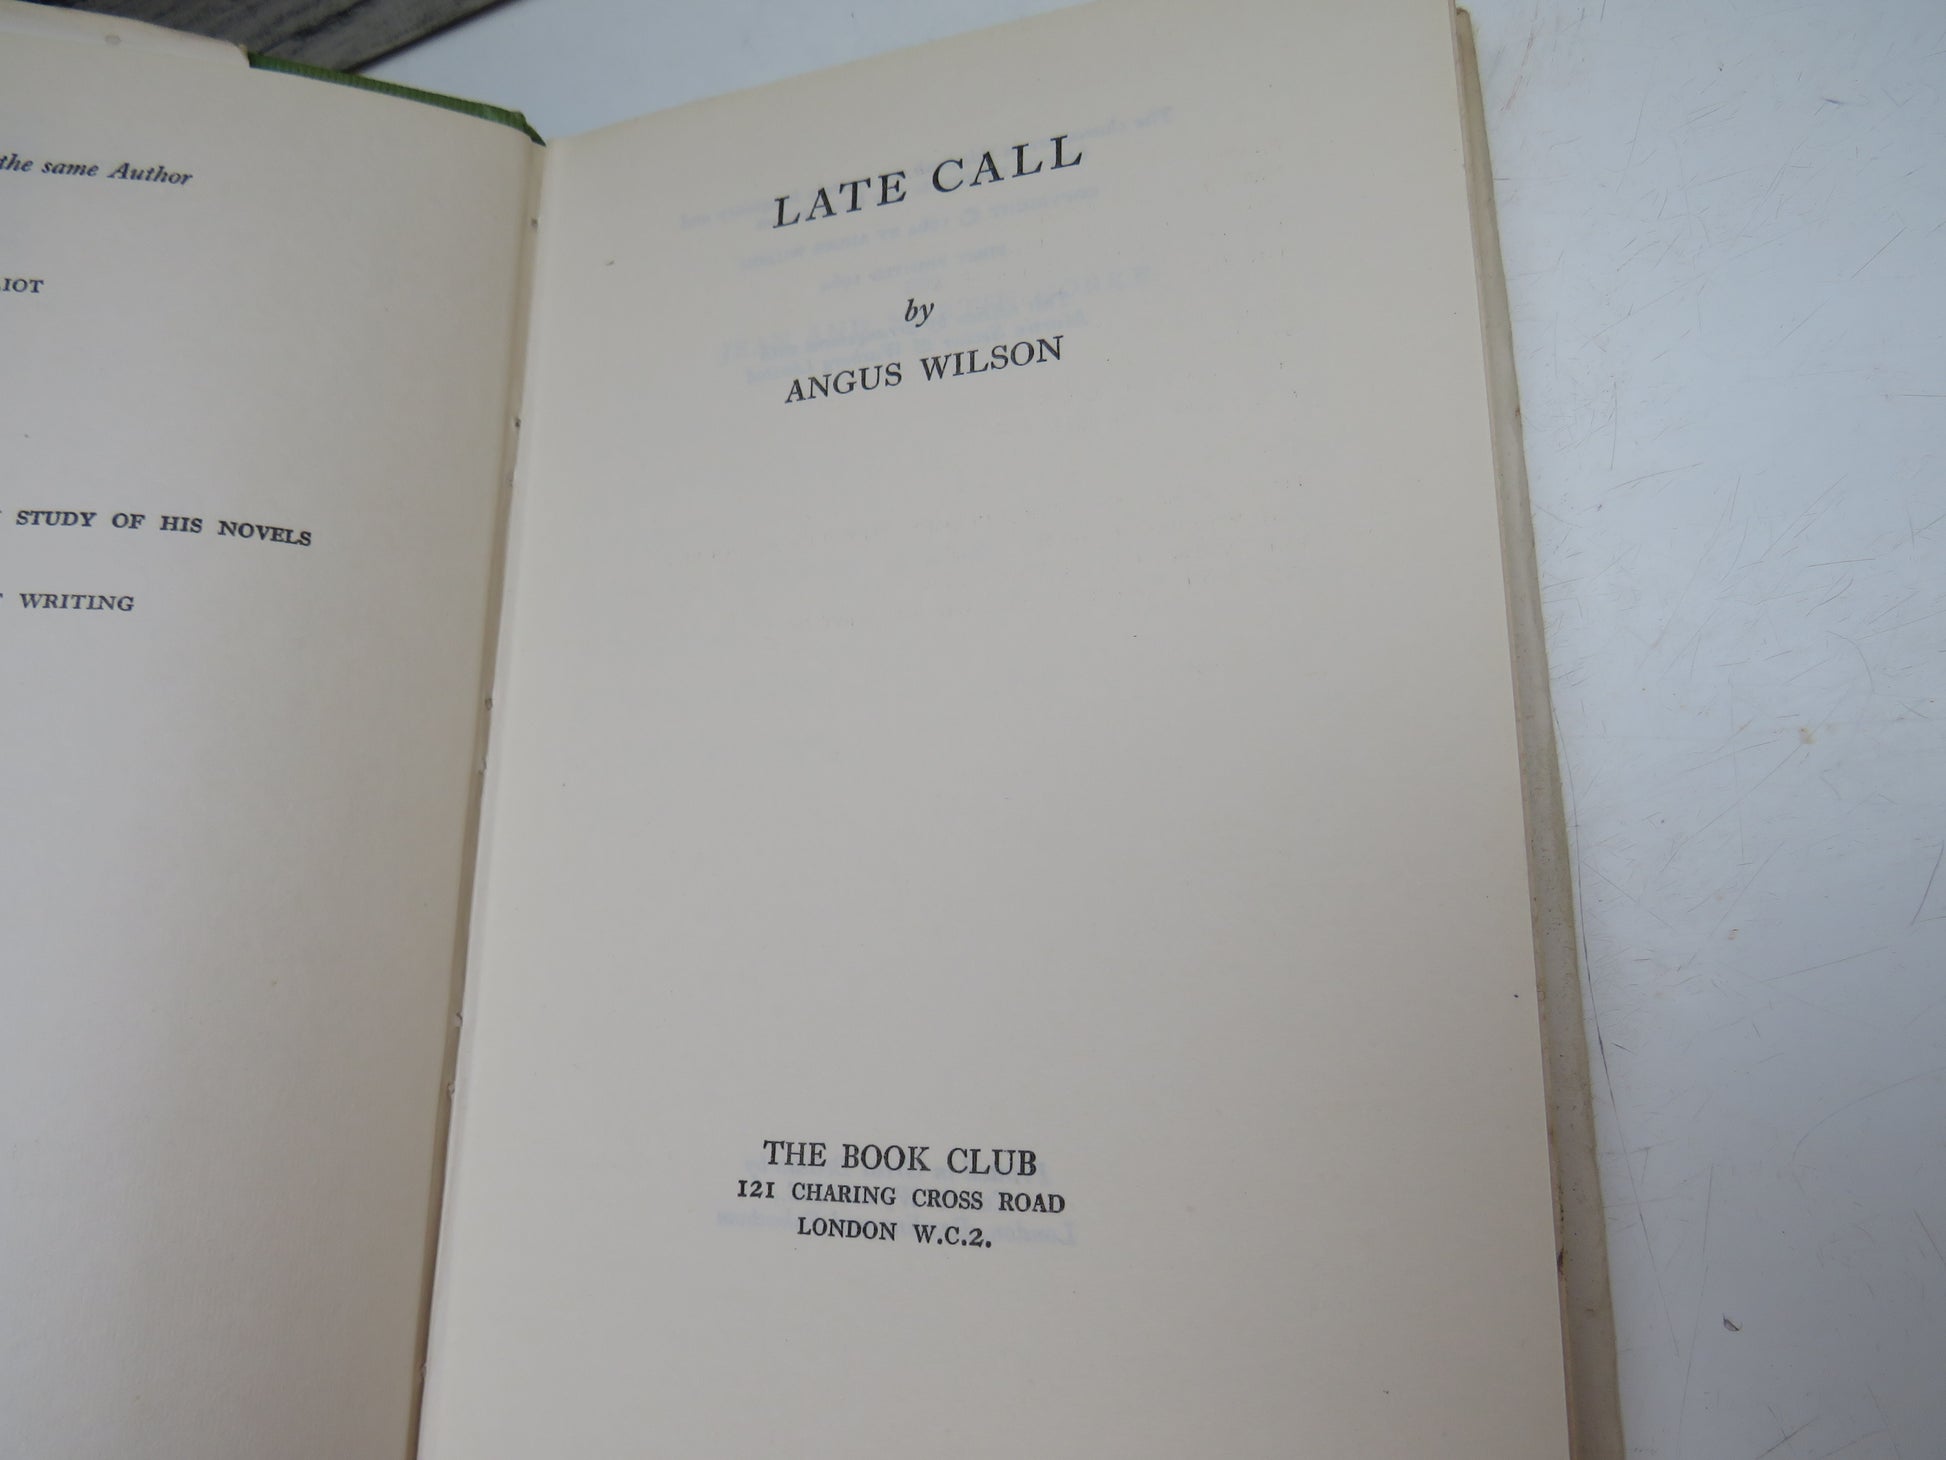 the same Author
STUDY OF HIS NOVELS
WRITING
LATE CALL
by
ANGUS WILSON
THE BOOK CLUB
121 CHARING CROSS ROAD
LONDON W.C.2.